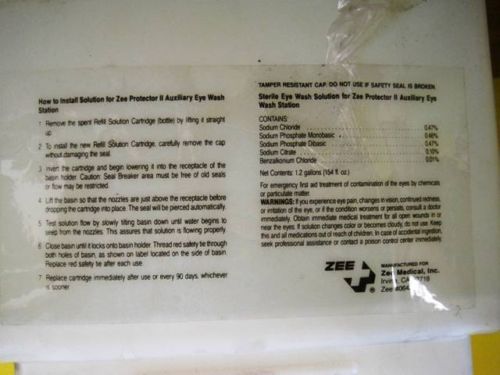 How to Install Solution for Zee Protector II Auxiliary Eye Wash
Station
1 Remove the spent Refill Solution Cartridge (bottle) by lifting it straight
up.
2 To install the new Refill Solution Cartridge, carefully remove the cap
without damaging the seal.
3 Invert the cartridge and begin lowering it into the receptacle of the
basin holder. Caution: Seal Breaker area must be free of old seals
or flow may be restricted.
4 Lift the basin so that the nozzles are just above the receptacle before
dropping the cartridge into place. The seal will be pierced automatically.
5 Test solution flow by slowly tilting basin down until water begins to
from the nozzles. This assures that solution is flowing properly.
6 Close basin until it locks onto basin holder. Thread red safety tie through
both holes of basin, as shown on label located on the side of basin.
Replace red safety tie after each use.
7 Replace cartridge immediately after use or every 90 days, whichever
is sooner
TAMPER RESISTANT CAP. DO NOT USE IF SAFETY SEAL IS BROKEN.
Sterile Eye Wash Solution for Zee Protector II Auxiliary Eye
Wash Station
CONTAINS:
Sodium Chloride 0.47%
Sodium Phosphate Monobasic 0.46%
Sodium Phosphate Dibasic 0.47%
Sodium Citrate 0.10%
Benzalkonium Chloride 0.01%
Net Contents: 1.2 gallons (154 fl. oz.)
For emergency first aid treatment of contamination of the eyes by chemicals
or particulate matter.
WARNINGS: If you experience eye pain, changes in vision, continued redness,
or irritation of the eye, or if the condition worsens or persists, consult a doctor
immediately. Obtain immediate medical treatment for all open wounds in or
near the eyes. If solution changes color or becomes cloudy, do not use. Keep
this and all medications out of reach of children. In case of accidental ingestion,
seek professional assistance or contact a poison control center immediately.
ZEE ®
MANUFACTURED FOR
Zee Medical, Inc.
Irvine, CA
Zee